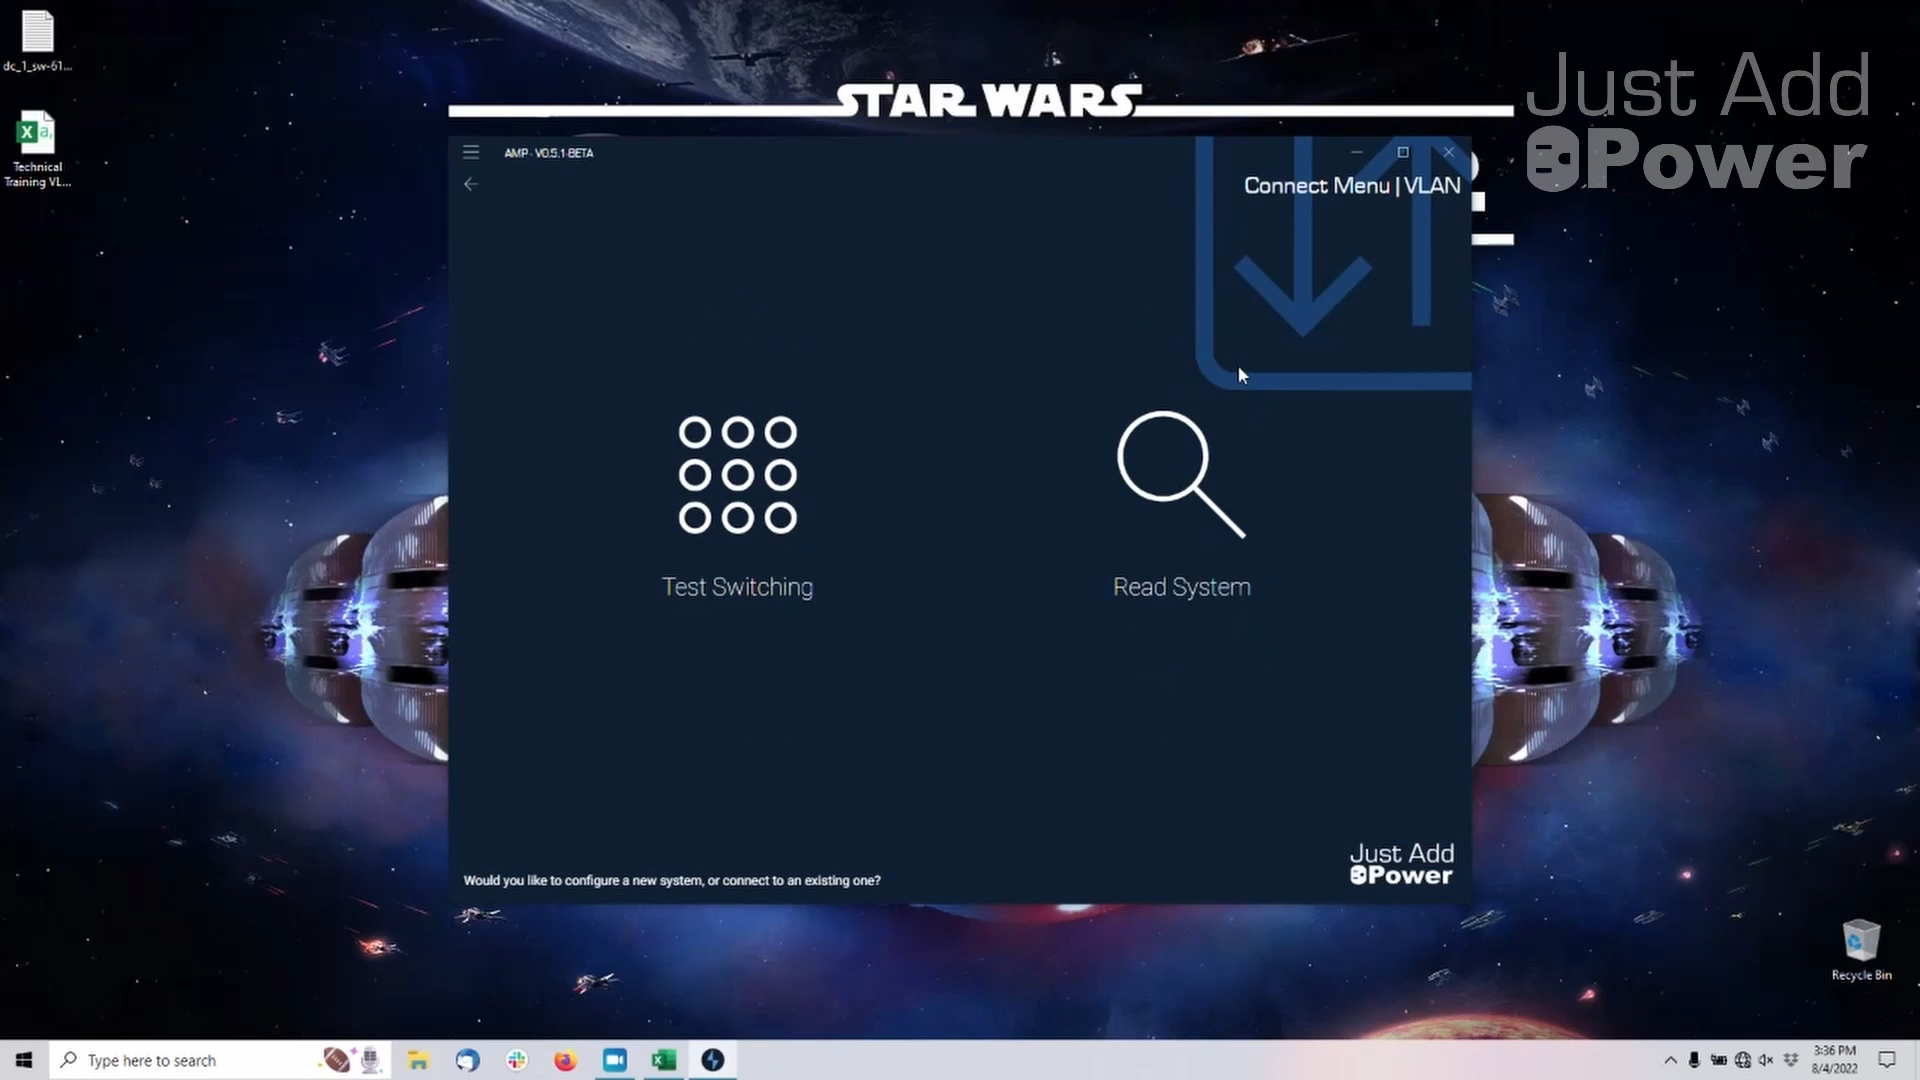 dc_1_sw-61...
Technical
Training VL...
STAR WARS
Just Add
Power
AMP - V0.5.1-BETA
Connect Menu | VLAN
Test Switching
Read System
Would you like to configure a new system, or connect to an existing one?
Just Add
Power
Recycle Bin
Type here to search
3:36 PM
8/4/2022